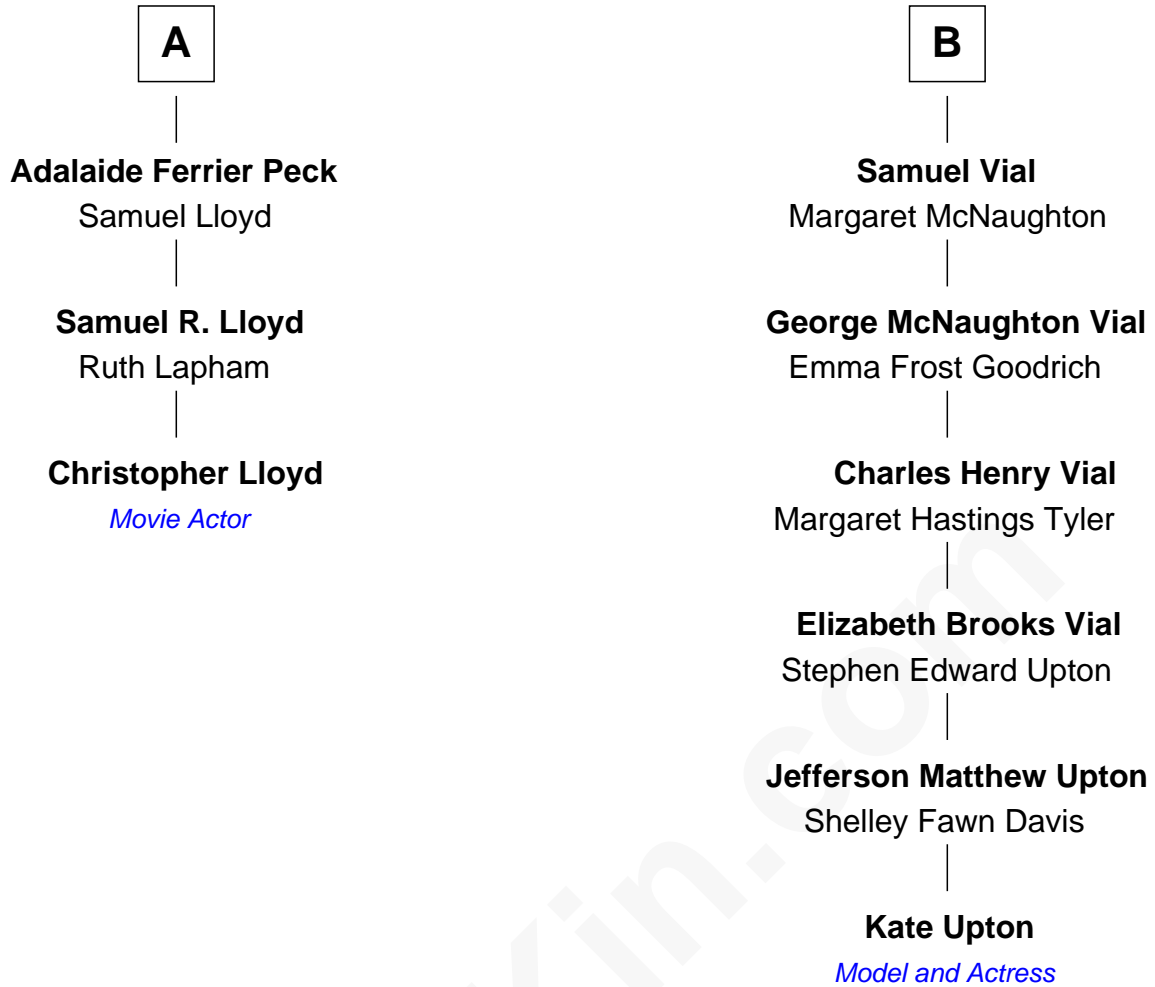 A
Adalaide Ferrier Peck
Samuel Lloyd
Samuel R. Lloyd
Ruth Lapham
Christopher Lloyd
Movie Actor
B
Samuel Vial
Margaret McNaughton
George McNaughton Vial
Emma Frost Goodrich
Charles Henry Vial
Margaret Hastings Tyler
Elizabeth Brooks Vial
Stephen Edward Upton
Jefferson Matthew Upton
Shelley Fawn Davis
Kate Upton
Model and Actress
Kin.com